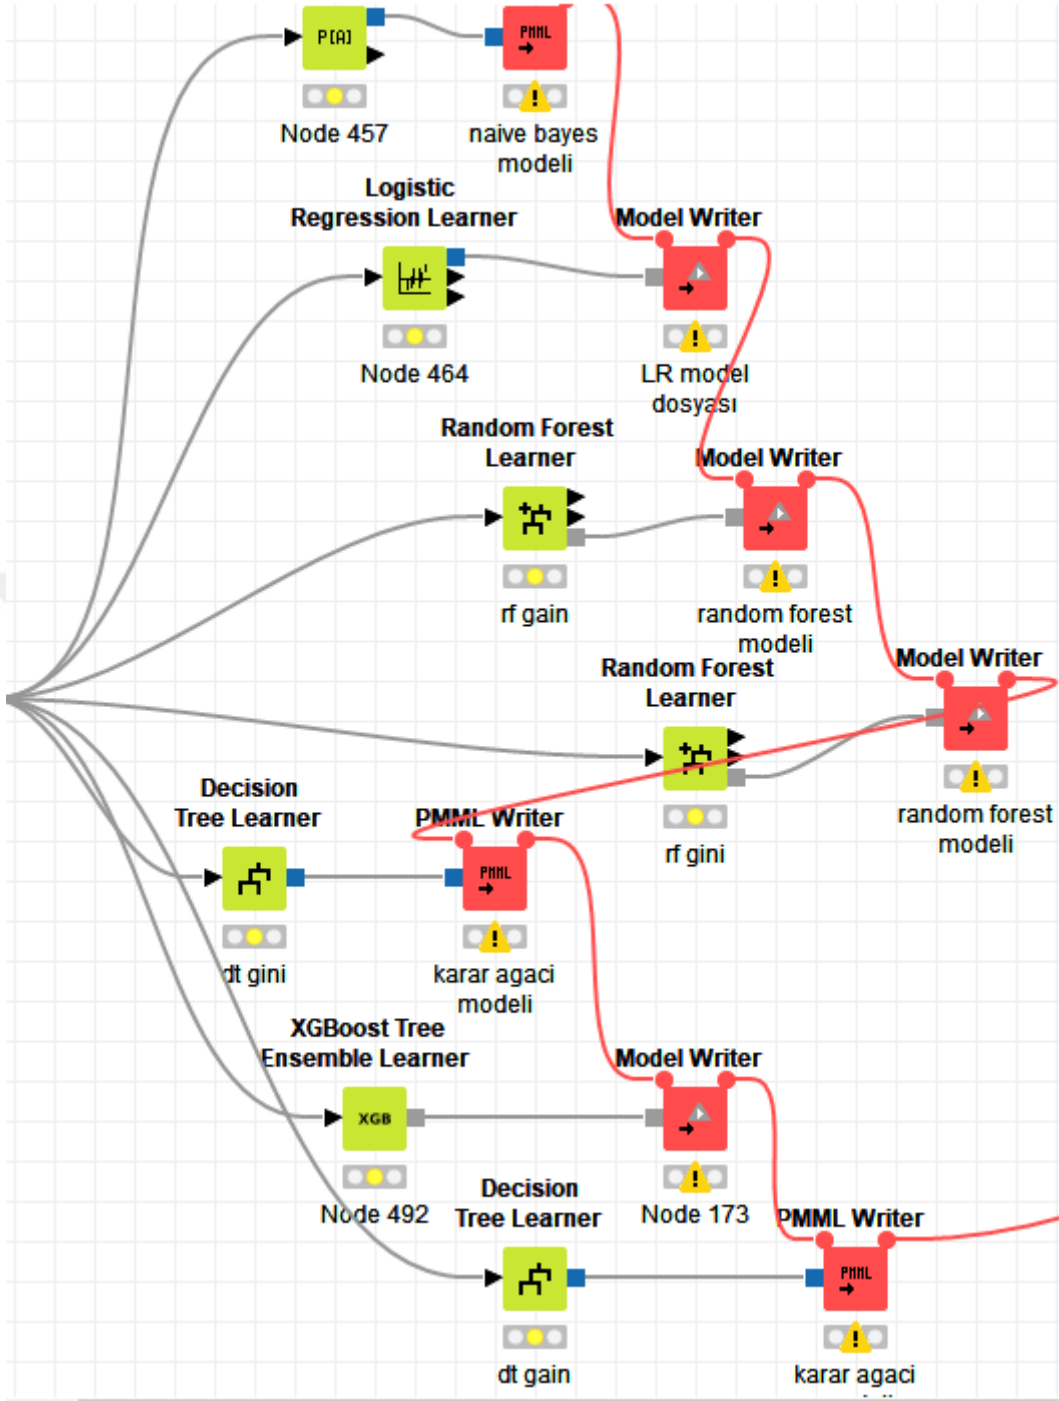 P[A]
PMML
Node 457
naive bayes
modeli
Logistic
Regression Learner
Model Writer
Node 464
LR model
dosyası
Random Forest
Learner
Model Writer
rf gain
random forest
modeli
Random Forest
Learner
Model Writer
rf gini
random forest
modeli
Decision
Tree Learner
PMML Writer
PMML
dt gini
karar agaci
modeli
XGBoost Tree
Ensemble Learner
Model Writer
XGB
Node 492
Node 173
Decision
Tree Learner
PMML Writer
PMML
dt gain
karar agaci